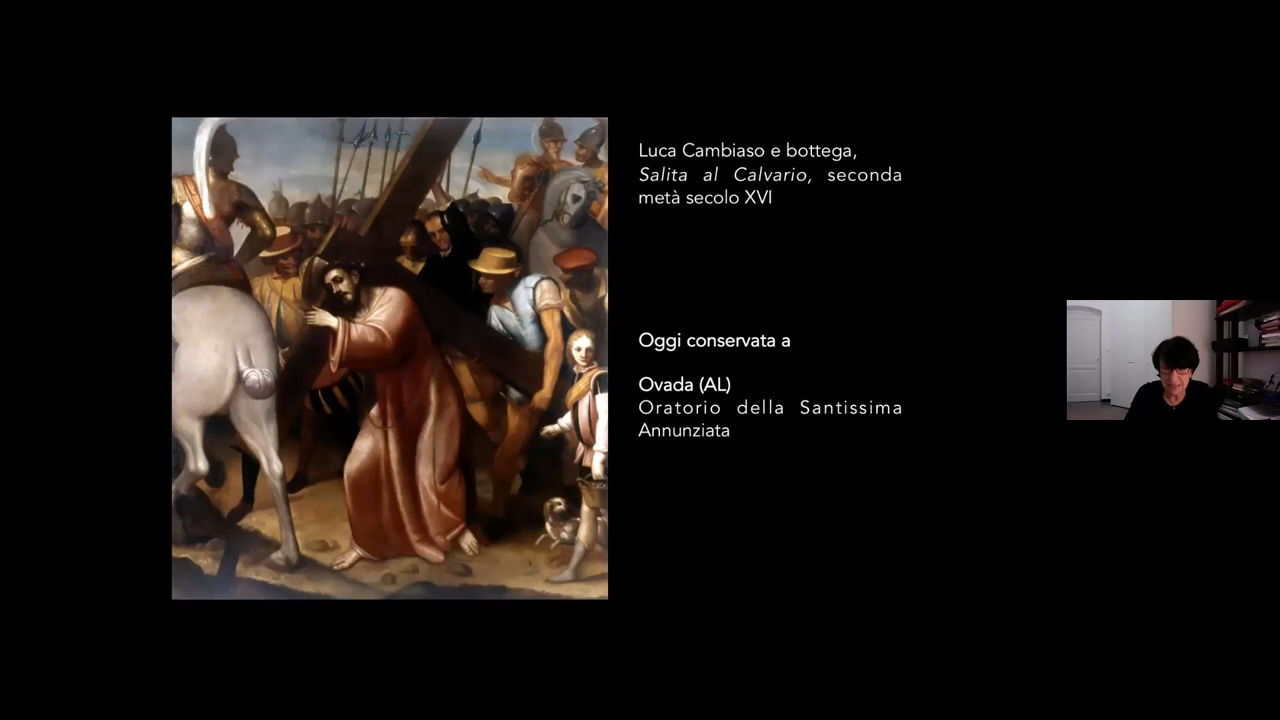 Luca Cambiaso e bottega,
Salita al Calvario, seconda
metà secolo XVI
Oggi conservata a
Ovada (AL)
Oratorio della Santissima
Annunziata